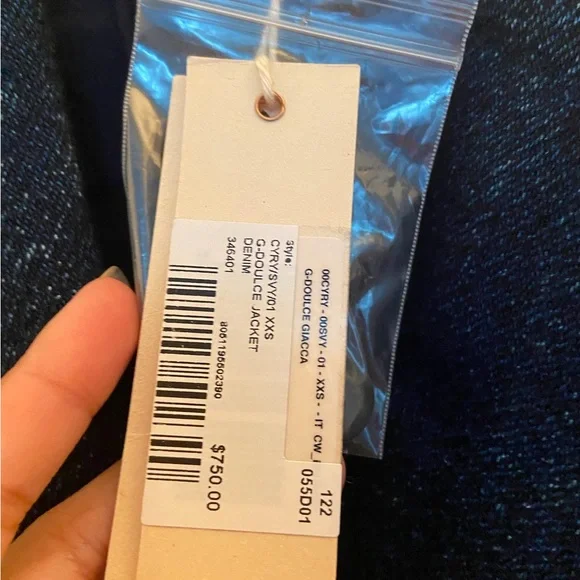 00CYRY - 00SVY - 01 - XXS - - IT CW_
G-DOULCE GIACCA
122
055D01
Style:
CYRY/SVY/01 XXS
G-DOULCE JACKET
DENIM
346401
8051195502390
$750.00